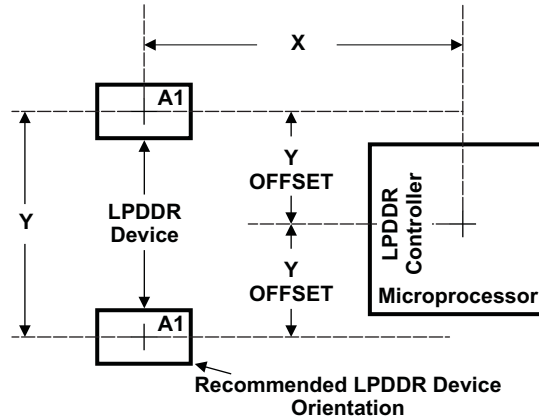 X
A1
Y
OFFSET
Y
LPDDR
Device
LPDDR
Controller
Microprocessor
Y
OFFSET
A1
Recommended LPDDR Device
Orientation